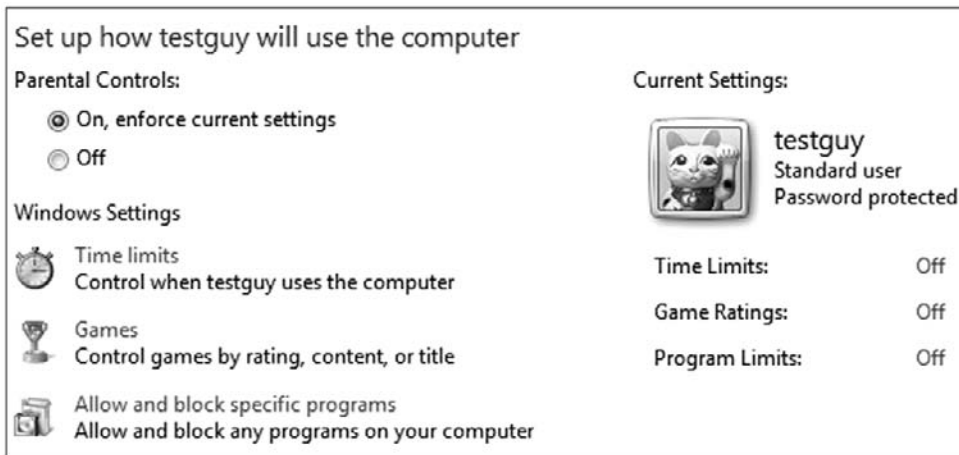 Set up how testguy will use the computer
Parental Controls:
On, enforce current settings
Off
Windows Settings
Time limits
Control when testguy uses the computer
Games
Control games by rating, content, or title
Allow and block specific programs
Allow and block any programs on your computer
Current Settings:
testguy
Standard user
Password protected
Time Limits: Off
Game Ratings: Off
Program Limits: Off